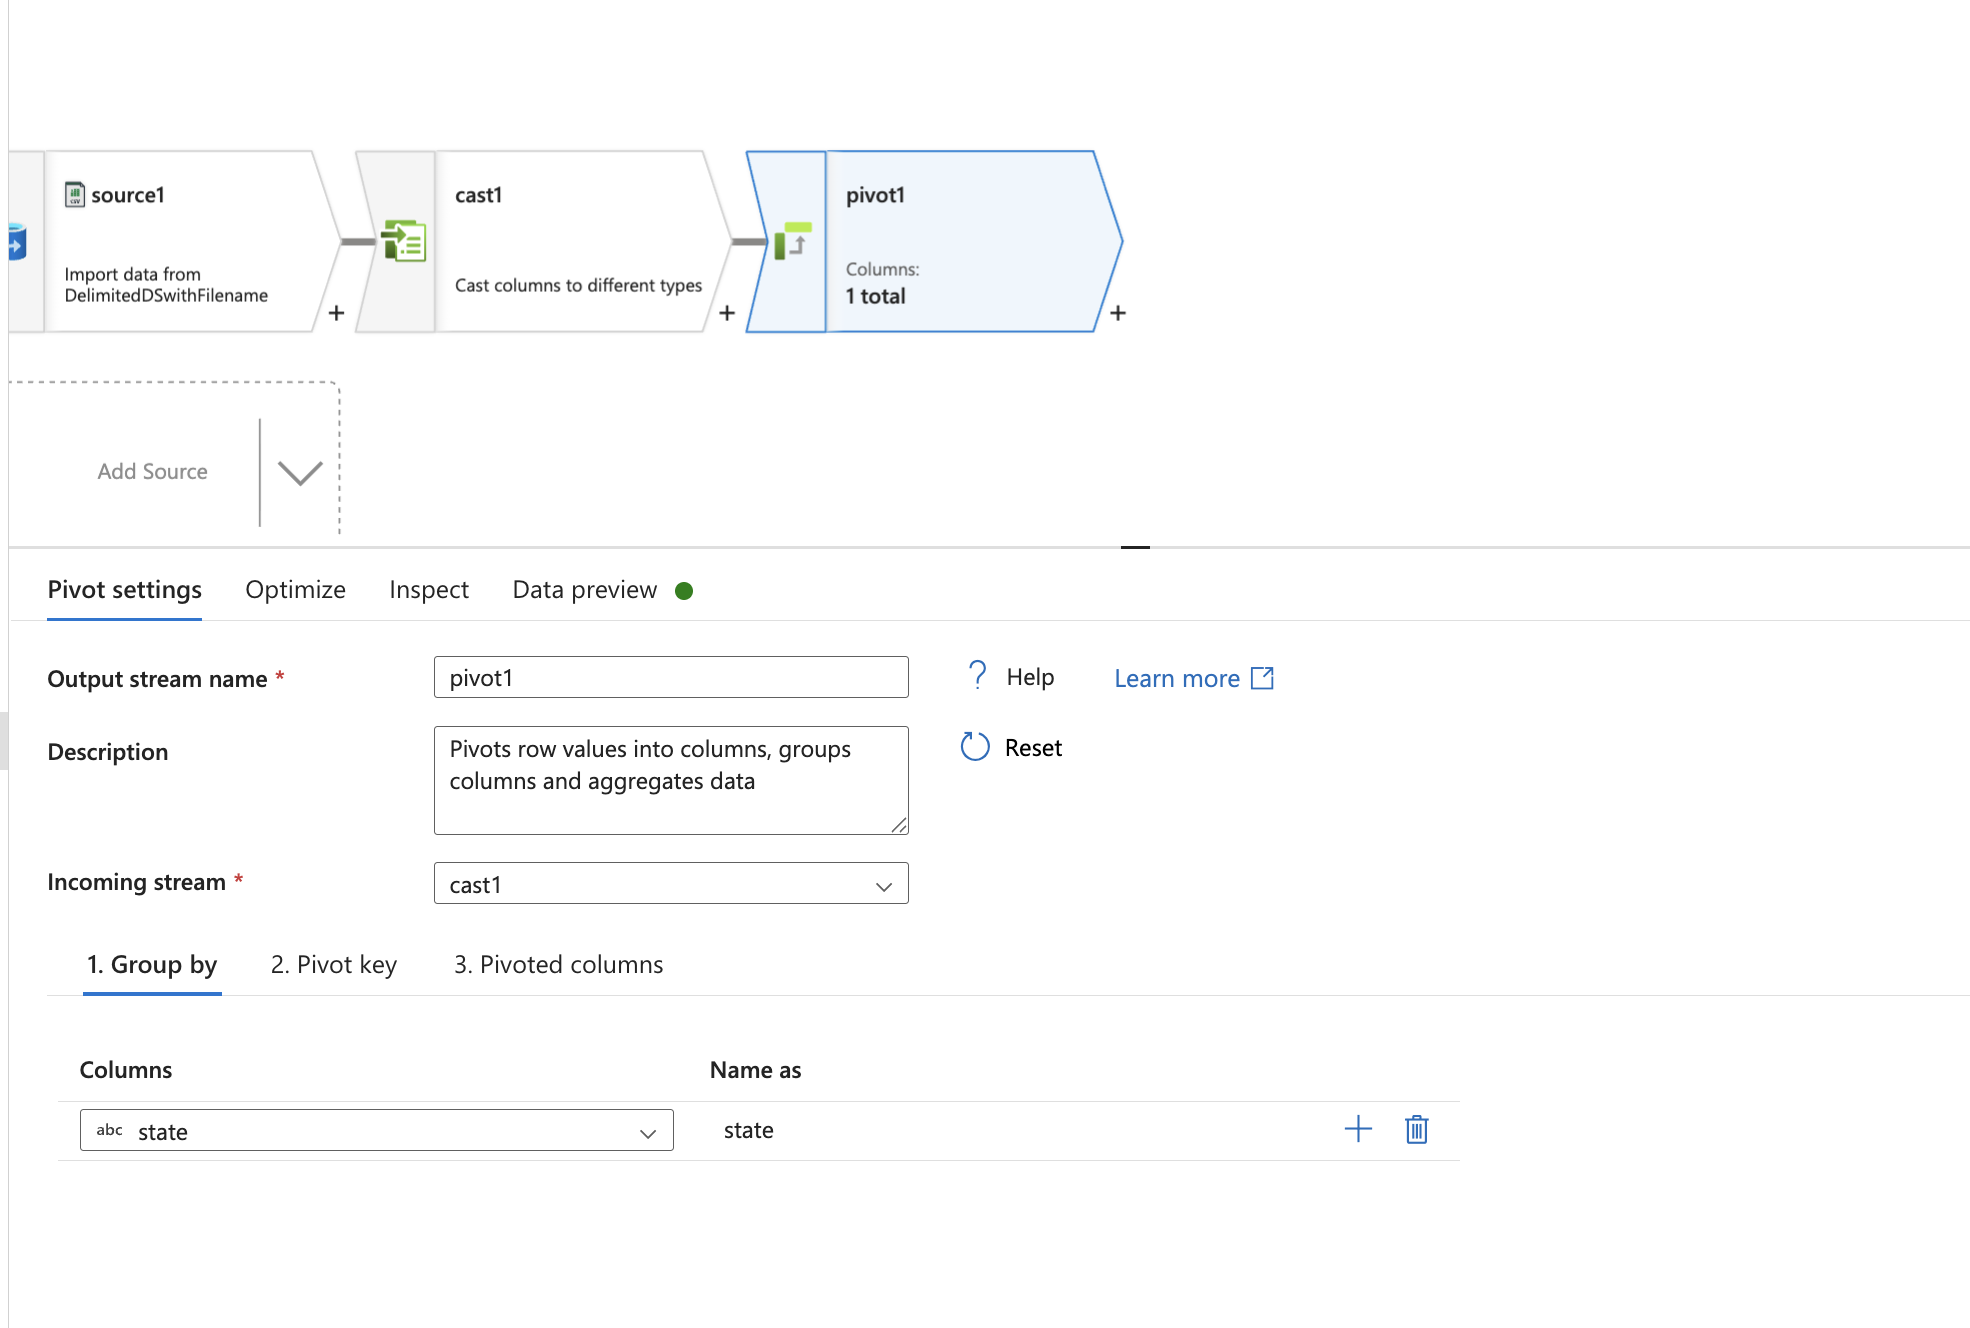 source1
Import data from
DelimitedDSwithFilename
+
cast1
Cast columns to different types
+
pivot1
Columns:
1 total
+
Add Source
Pivot settings
Optimize
Inspect
Data preview
Output stream name *
pivot1
? Help
Learn more
Description
Pivots row values into columns, groups
columns and aggregates data
Reset
Incoming stream *
cast1
1. Group by
2. Pivot key
3. Pivoted columns
Columns
Name as
abc state
state